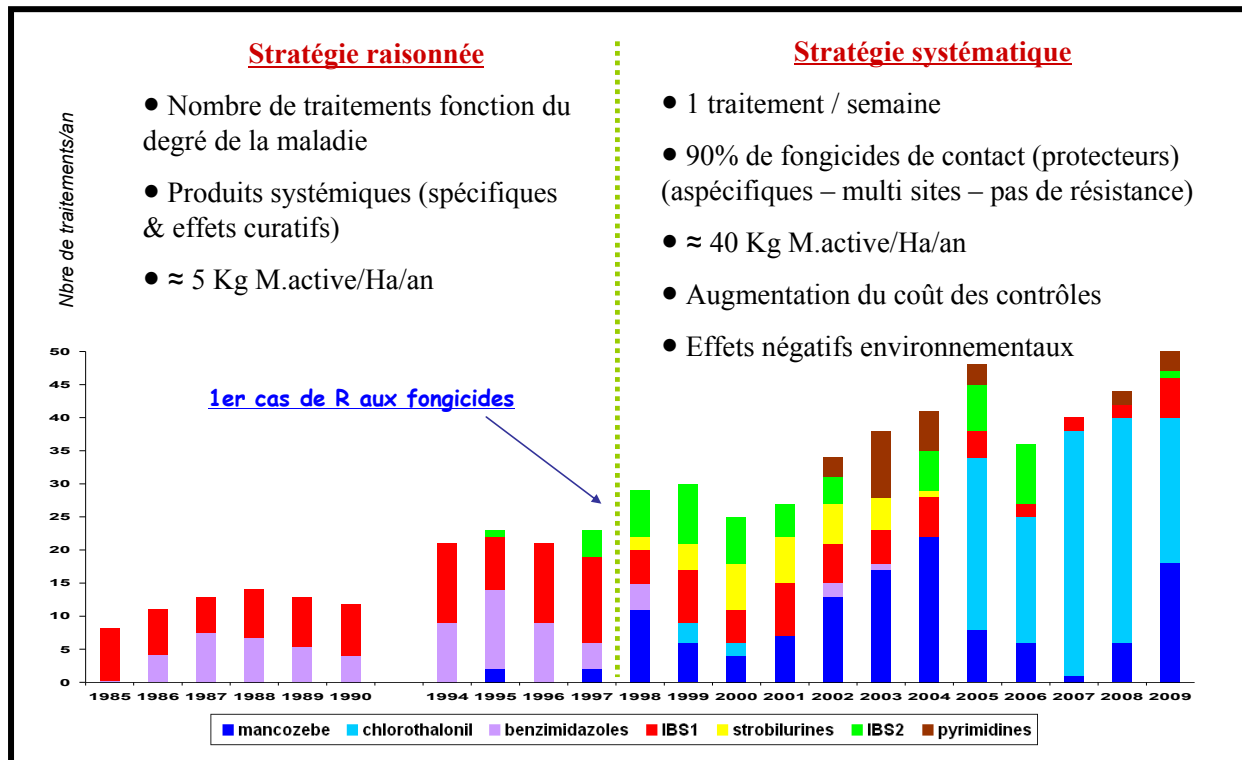 Stratégie raisonnée
● Nombre de traitements fonction du
degré de la maladie
● Produits systémiques (spécifiques
& effets curatifs)
● ≈ 5 Kg M.active/Ha/an
Stratégie systématique
● 1 traitement / semaine
● 90% de fongicides de contact (protecteurs)
(aspécifiques – multi sites – pas de résistance)
● ≈ 40 Kg M.active/Ha/an
● Augmentation du coût des contrôles
● Effets négatifs environnementaux
Nbre de traitements/an
1er cas de R aux fongicides
50
45
40
35
30
25
20
15
10
5
0
1985 1986 1987 1988 1989 1990 1994 1995 1996 1997 1998 1999 2000 2001 2002 2003 2004 2005 2006 2007 2008 2009
mancozebe chlorothalonil benzimidazoles IBS1 strobilurines IBS2 pyrimidines